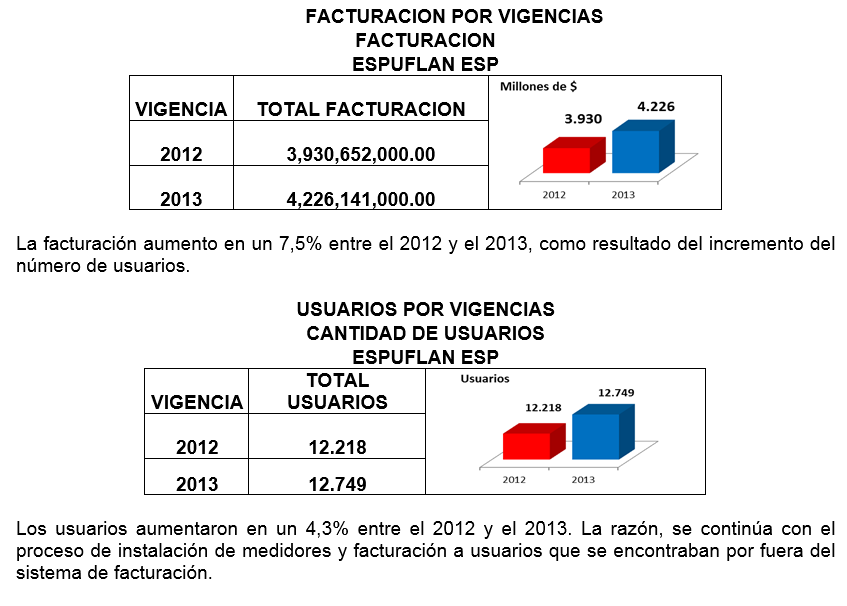 FACTURACION POR VIGENCIAS
FACTURACION
ESPUFLAN ESP
VIGENCIA TOTAL FACTURACION
2012 3,930,652,000.00
2013 4,226,141,000.00
Millones de $
3.930 4.226
2012 2013
La facturación aumento en un 7,5% entre el 2012 y el 2013, como resultado del incremento del
número de usuarios.
USUARIOS POR VIGENCIAS
CANTIDAD DE USUARIOS
ESPUFLAN ESP
VIGENCIA TOTAL
USUARIOS
2012 12.218
2013 12.749
Usuarios
12.218 12.749
2012 2013
Los usuarios aumentaron en un 4,3% entre el 2012 y el 2013. La razón, se continúa con el
proceso de instalación de medidores y facturación a usuarios que se encontraban por fuera del
sistema de facturación.